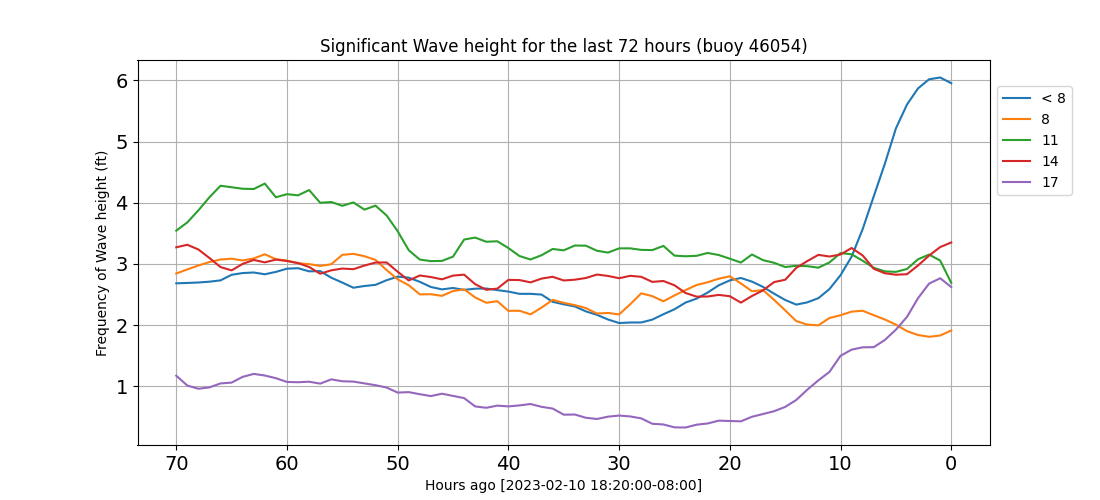 Significant Wave height for the last 72 hours (buoy 46054)
Frequency of Wave height (ft)
6
5
4
3
2
1
70 60 50 40 30 20 10 0
Hours ago [2023-02-10 18:20:00-08:00]
< 8
8
11
14
17